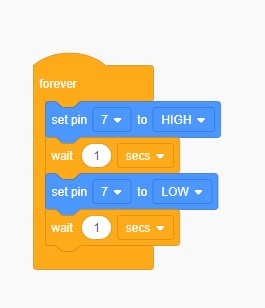 forever
set pin 7 to HIGH
wait 1 secs
set pin 7 to LOW
wait 1 secs